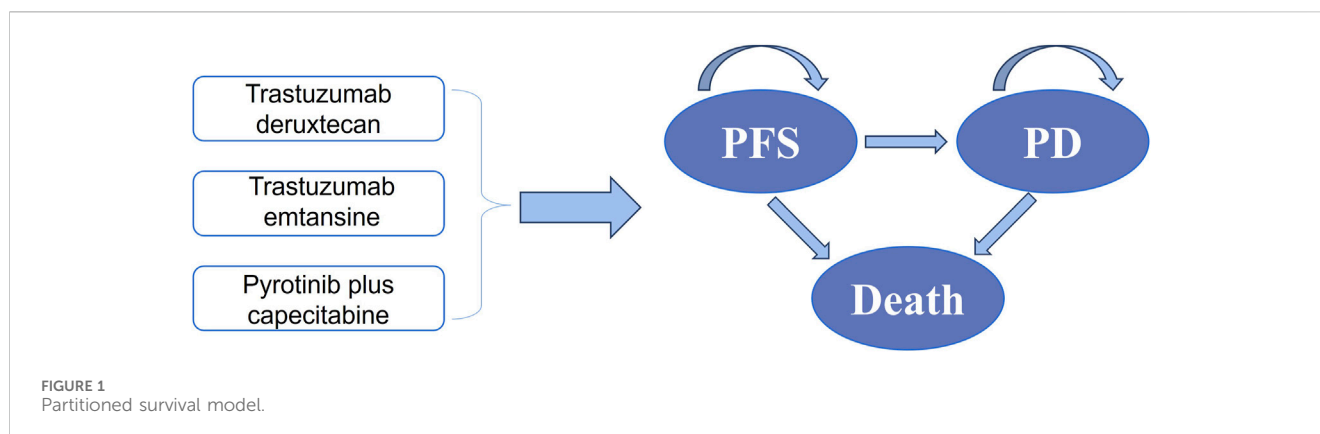 Trastuzumab
deruxtecan
Trastuzumab
emtansine
Pyrotinib plus
capecitabine
PFS
PD
Death
FIGURE 1
Partitioned survival model.